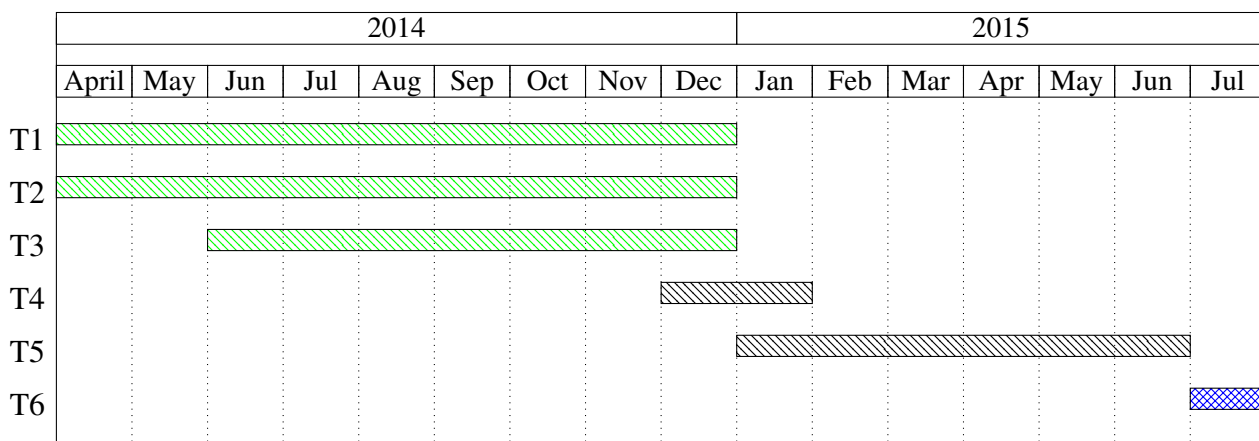 2014 2015
April May Jun Jul Aug Sep Oct Nov Dec Jan Feb Mar Apr May Jun Jul
T1
T2
T3
T4
T5
T6